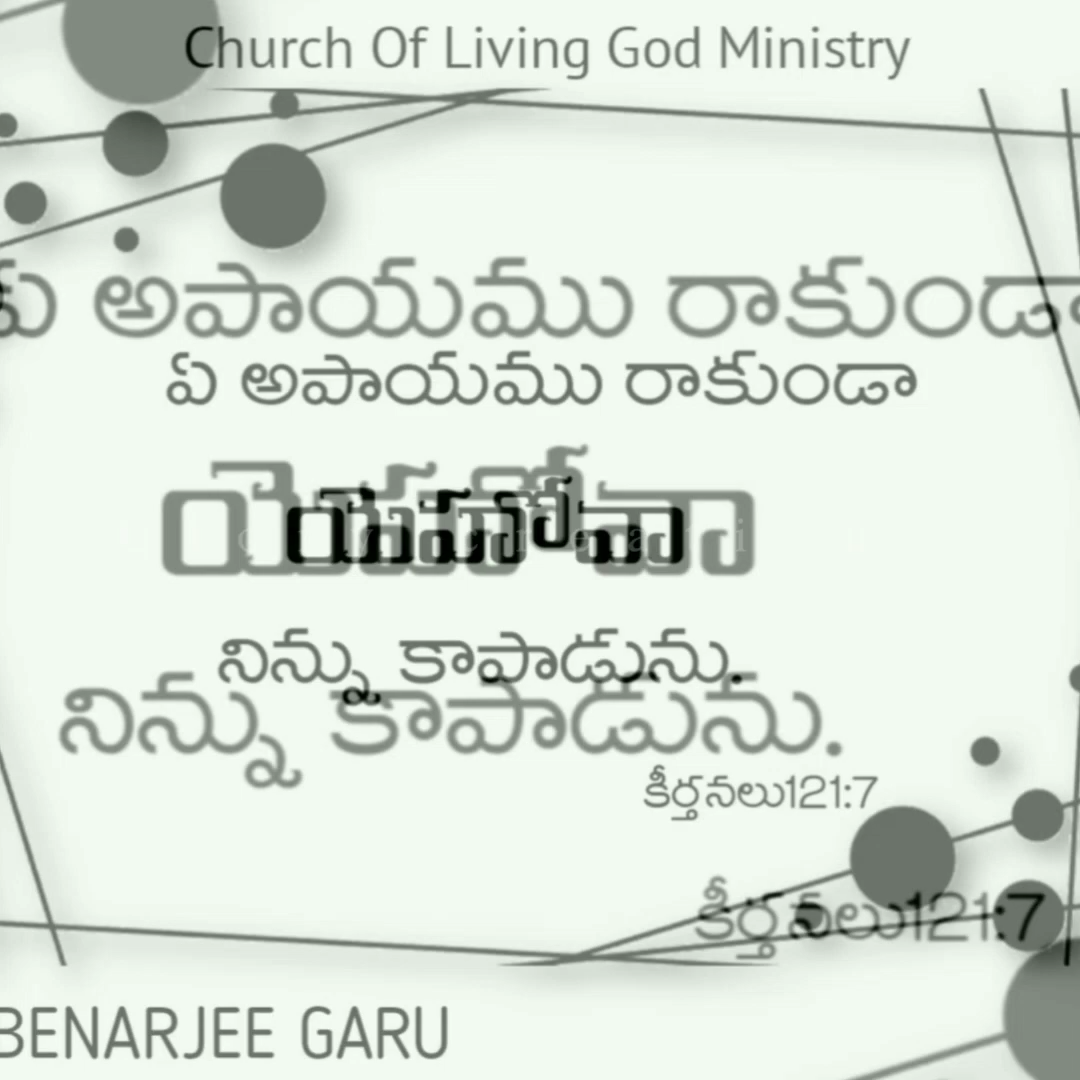 Church Of Living God Ministry
ఏ అపాయము రాకుండా
ఏ అపాయము రాకుండా
యెహోవా
యెహోవా
నిన్ను కాపాడును.
నిన్ను కాపాడును.
కీర్తనలు121:7
కీర్తనలు121:7
BENARJEE GARU